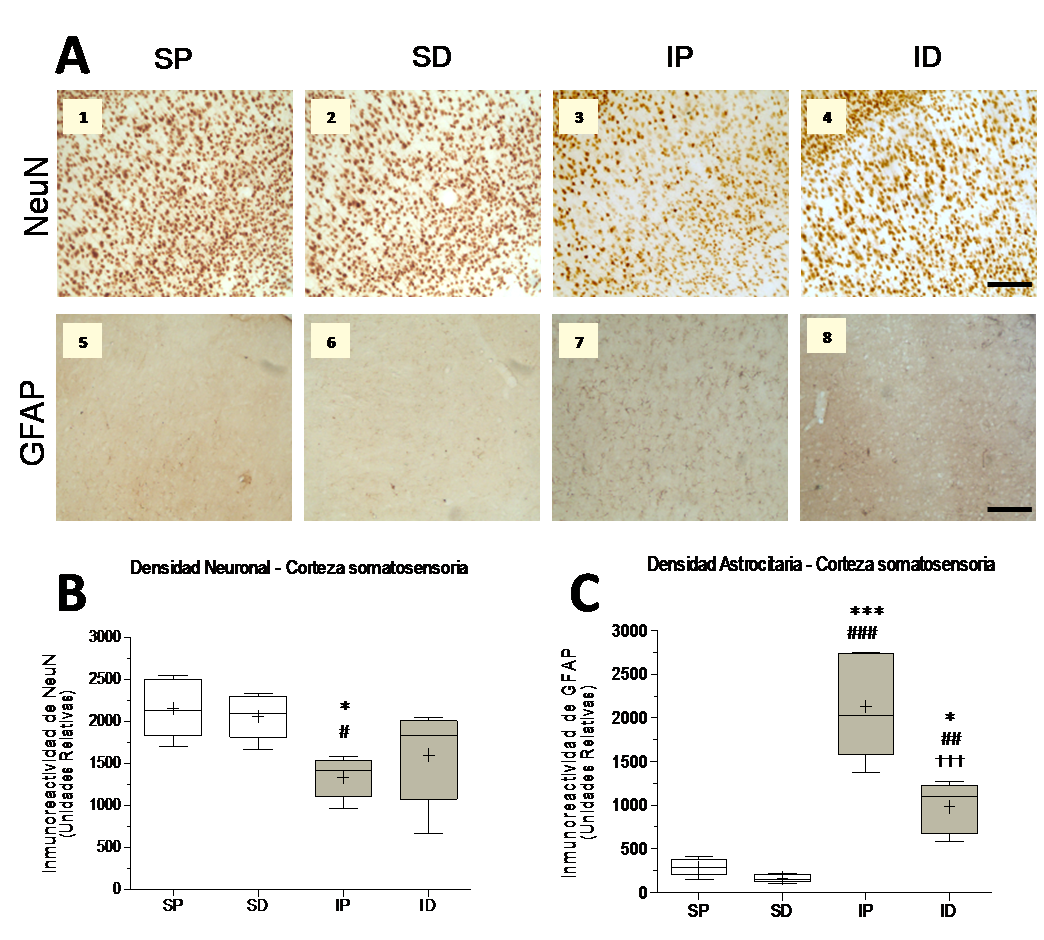 A
SP SD IP ID
NeuN
1 2 3 4
GFAP
5 6 7 8
B
Densidad Neuronal - Corteza somatosensoria
Inmunoreactividad de NeuN
(Unidades Relativas)
3000
2500
2000
1500
1000
500
0
*
#
SP SD IP ID
C
Densidad Astrocitaria - Corteza somatosensoria
Inmunoreactividad de GFAP
(Unidades Relativas)
3000
2500
2000
1500
1000
500
0
***
###
*
##
†††
SP SD IP ID